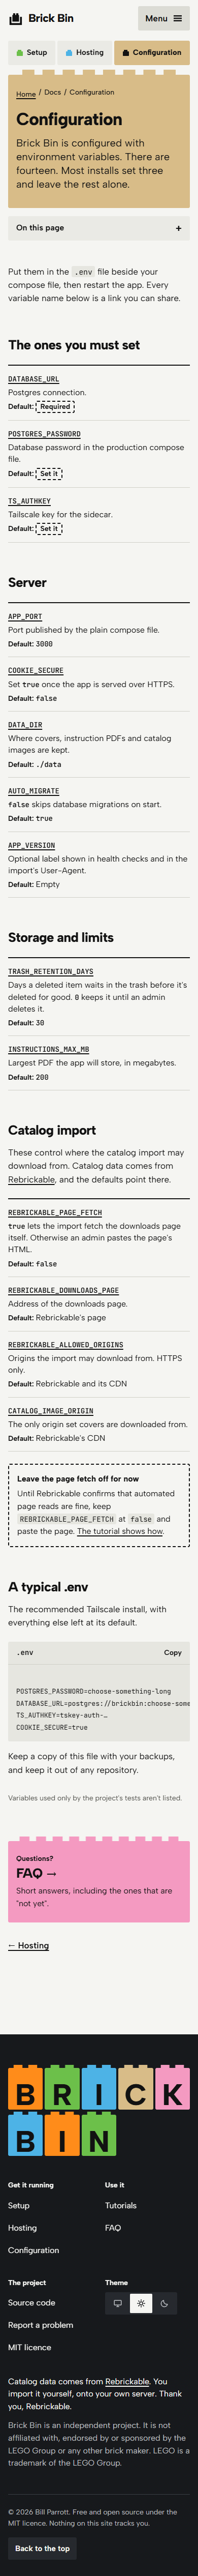 Brick Bin
Menu
Setup
Hosting
Configuration
Home / Docs / Configuration
Configuration
Brick Bin is configured with
environment variables. There are
fourteen. Most installs set three
and leave the rest alone.
On this page +
Put them in the .env file beside your
compose file, then restart the app. Every
variable name below is a link you can share.
The ones you must set
DATABASE_URL
Postgres connection.
Default: Required
POSTGRES_PASSWORD
Database password in the production compose
file.
Default: Set it
TS_AUTHKEY
Tailscale key for the sidecar.
Default: Set it
Server
APP_PORT
Port published by the plain compose file.
Default: 3000
COOKIE_SECURE
Set true once the app is served over HTTPS.
Default: false
DATA_DIR
Where covers, instruction PDFs and catalog
images are kept.
Default: ./data
AUTO_MIGRATE
false skips database migrations on start.
Default: true
APP_VERSION
Optional label shown in health checks and in the
import's User-Agent.
Default: Empty
Storage and limits
TRASH_RETENTION_DAYS
Days a deleted item waits in the trash before it's
deleted for good. 0 keeps it until an admin
deletes it.
Default: 30
INSTRUCTIONS_MAX_MB
Largest PDF the app will store, in megabytes.
Default: 200
Catalog import
These control where the catalog import may
download from. Catalog data comes from
Rebrickable, and the defaults point there.
REBRICKABLE_PAGE_FETCH
true lets the import fetch the downloads page
itself. Otherwise an admin pastes the page's
HTML.
Default: false
REBRICKABLE_DOWNLOADS_PAGE
Address of the downloads page.
Default: Rebrickable's page
REBRICKABLE_ALLOWED_ORIGINS
Origins the import may download from. HTTPS
only.
Default: Rebrickable and its CDN
CATALOG_IMAGE_ORIGIN
The only origin set covers are downloaded from.
Default: Rebrickable's CDN
Leave the page fetch off for now
Until Rebrickable confirms that automated
page reads are fine, keep
REBRICKABLE_PAGE_FETCH at false and
paste the page. The tutorial shows how.
A typical .env
The recommended Tailscale install, with
everything else left at its default.
.env
Copy
POSTGRES_PASSWORD=choose-something-long
DATABASE_URL=postgres://brickbin:choose-some
TS_AUTHKEY=tskey-auth-…
COOKIE_SECURE=true
Keep a copy of this file with your backups,
and keep it out of any repository.
Variables used only by the project's tests aren't listed.
Questions?
FAQ →
Short answers, including the ones that are
"not yet".
← Hosting
BRICK
BIN
Get it running
Setup
Hosting
Configuration
Use it
Tutorials
FAQ
The project
Source code
Report a problem
MIT licence
Theme
Catalog data comes from Rebrickable. You
import it yourself, onto your own server. Thank
you, Rebrickable.
Brick Bin is an independent project. It is not
affiliated with, endorsed by or sponsored by the
LEGO Group or any other brick maker. LEGO is a
trademark of the LEGO Group.
© 2026 Bill Parrott. Free and open source under the
MIT licence. Nothing on this site tracks you.
Back to the top